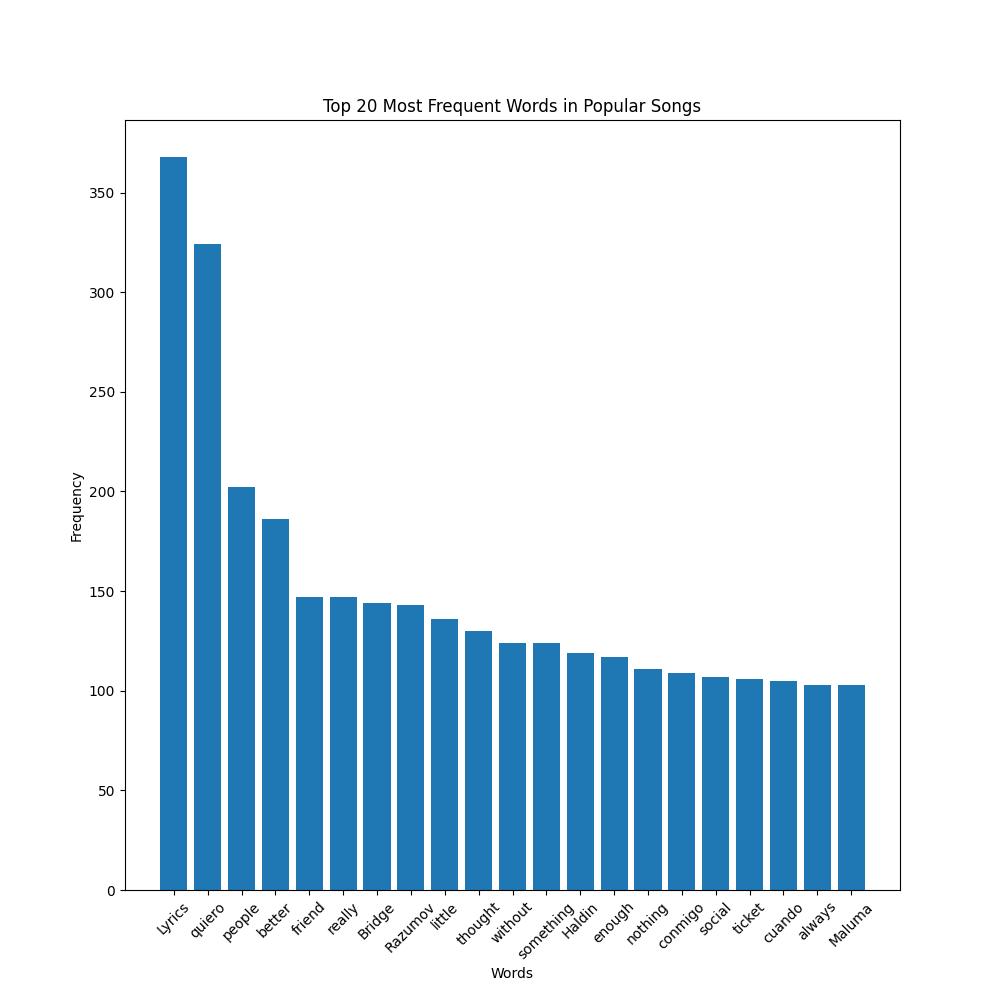 Top 20 Most Frequent Words in Popular Songs
Frequency
350
300
250
200
150
100
50
0
Lyrics
quiero
people
better
friend
really
Bridge
Razumov
little
thought
without
something
Haldin
enough
nothing
conmigo
social
ticket
cuando
always
Maluma
Words